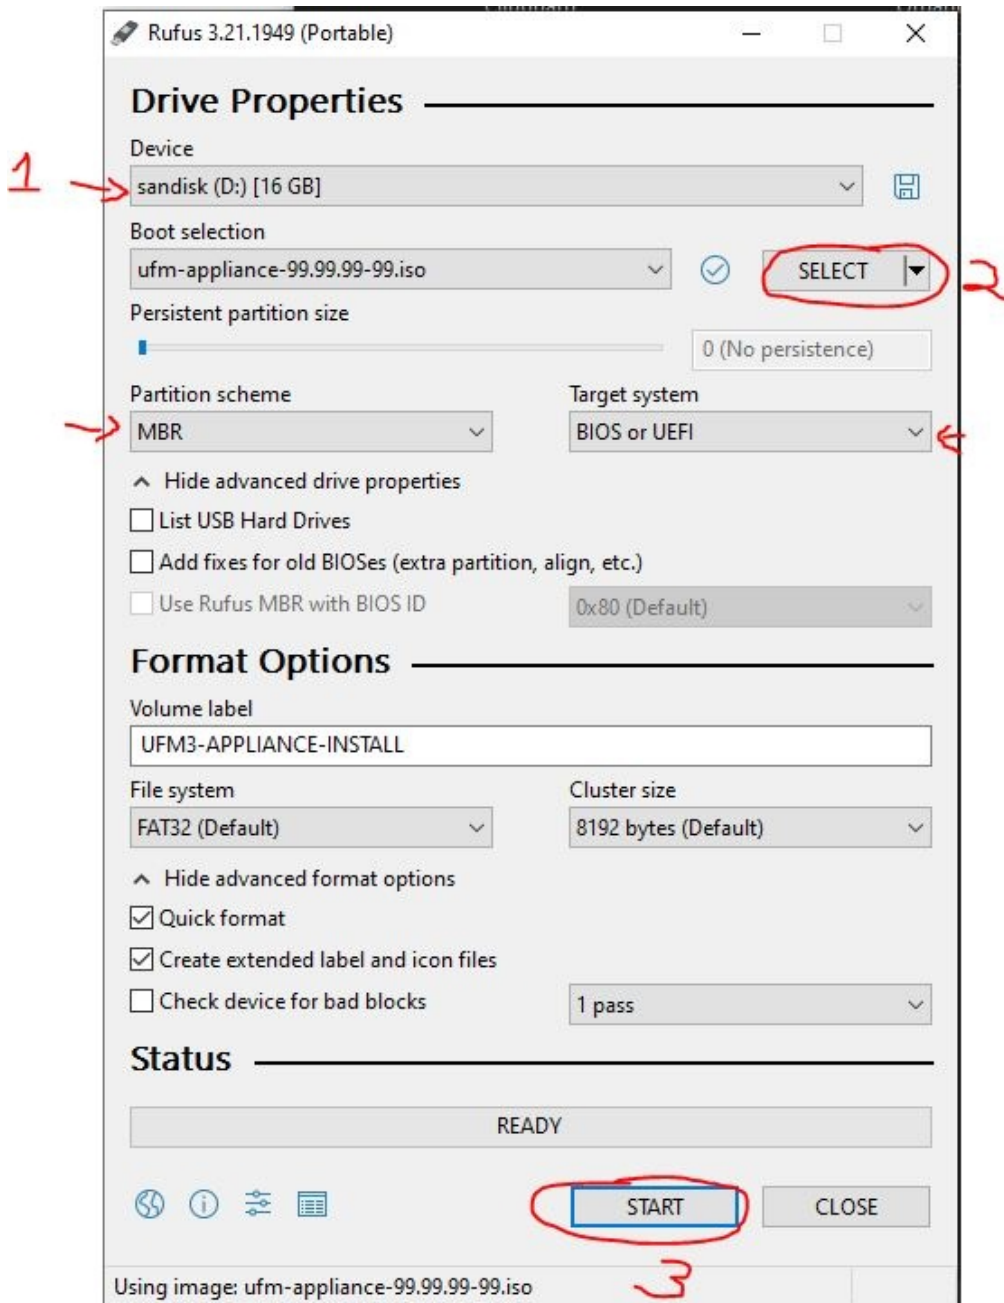 Rufus 3.21.1949 (Portable)
Drive Properties
Device
1
sandisk (D:) [16 GB]
Boot selection
ufm-appliance-99.99.99-99.iso
SELECT
2
Persistent partition size
0 (No persistence)
Partition scheme
Target system
MBR
BIOS or UEFI
Hide advanced drive properties
List USB Hard Drives
Add fixes for old BIOSes (extra partition, align, etc.)
Use Rufus MBR with BIOS ID
0x80 (Default)
Format Options
Volume label
UFM3-APPLIANCE-INSTALL
File system
Cluster size
FAT32 (Default)
8192 bytes (Default)
Hide advanced format options
Quick format
Create extended label and icon files
Check device for bad blocks
1 pass
Status
READY
START
CLOSE
3
Using image: ufm-appliance-99.99.99-99.iso